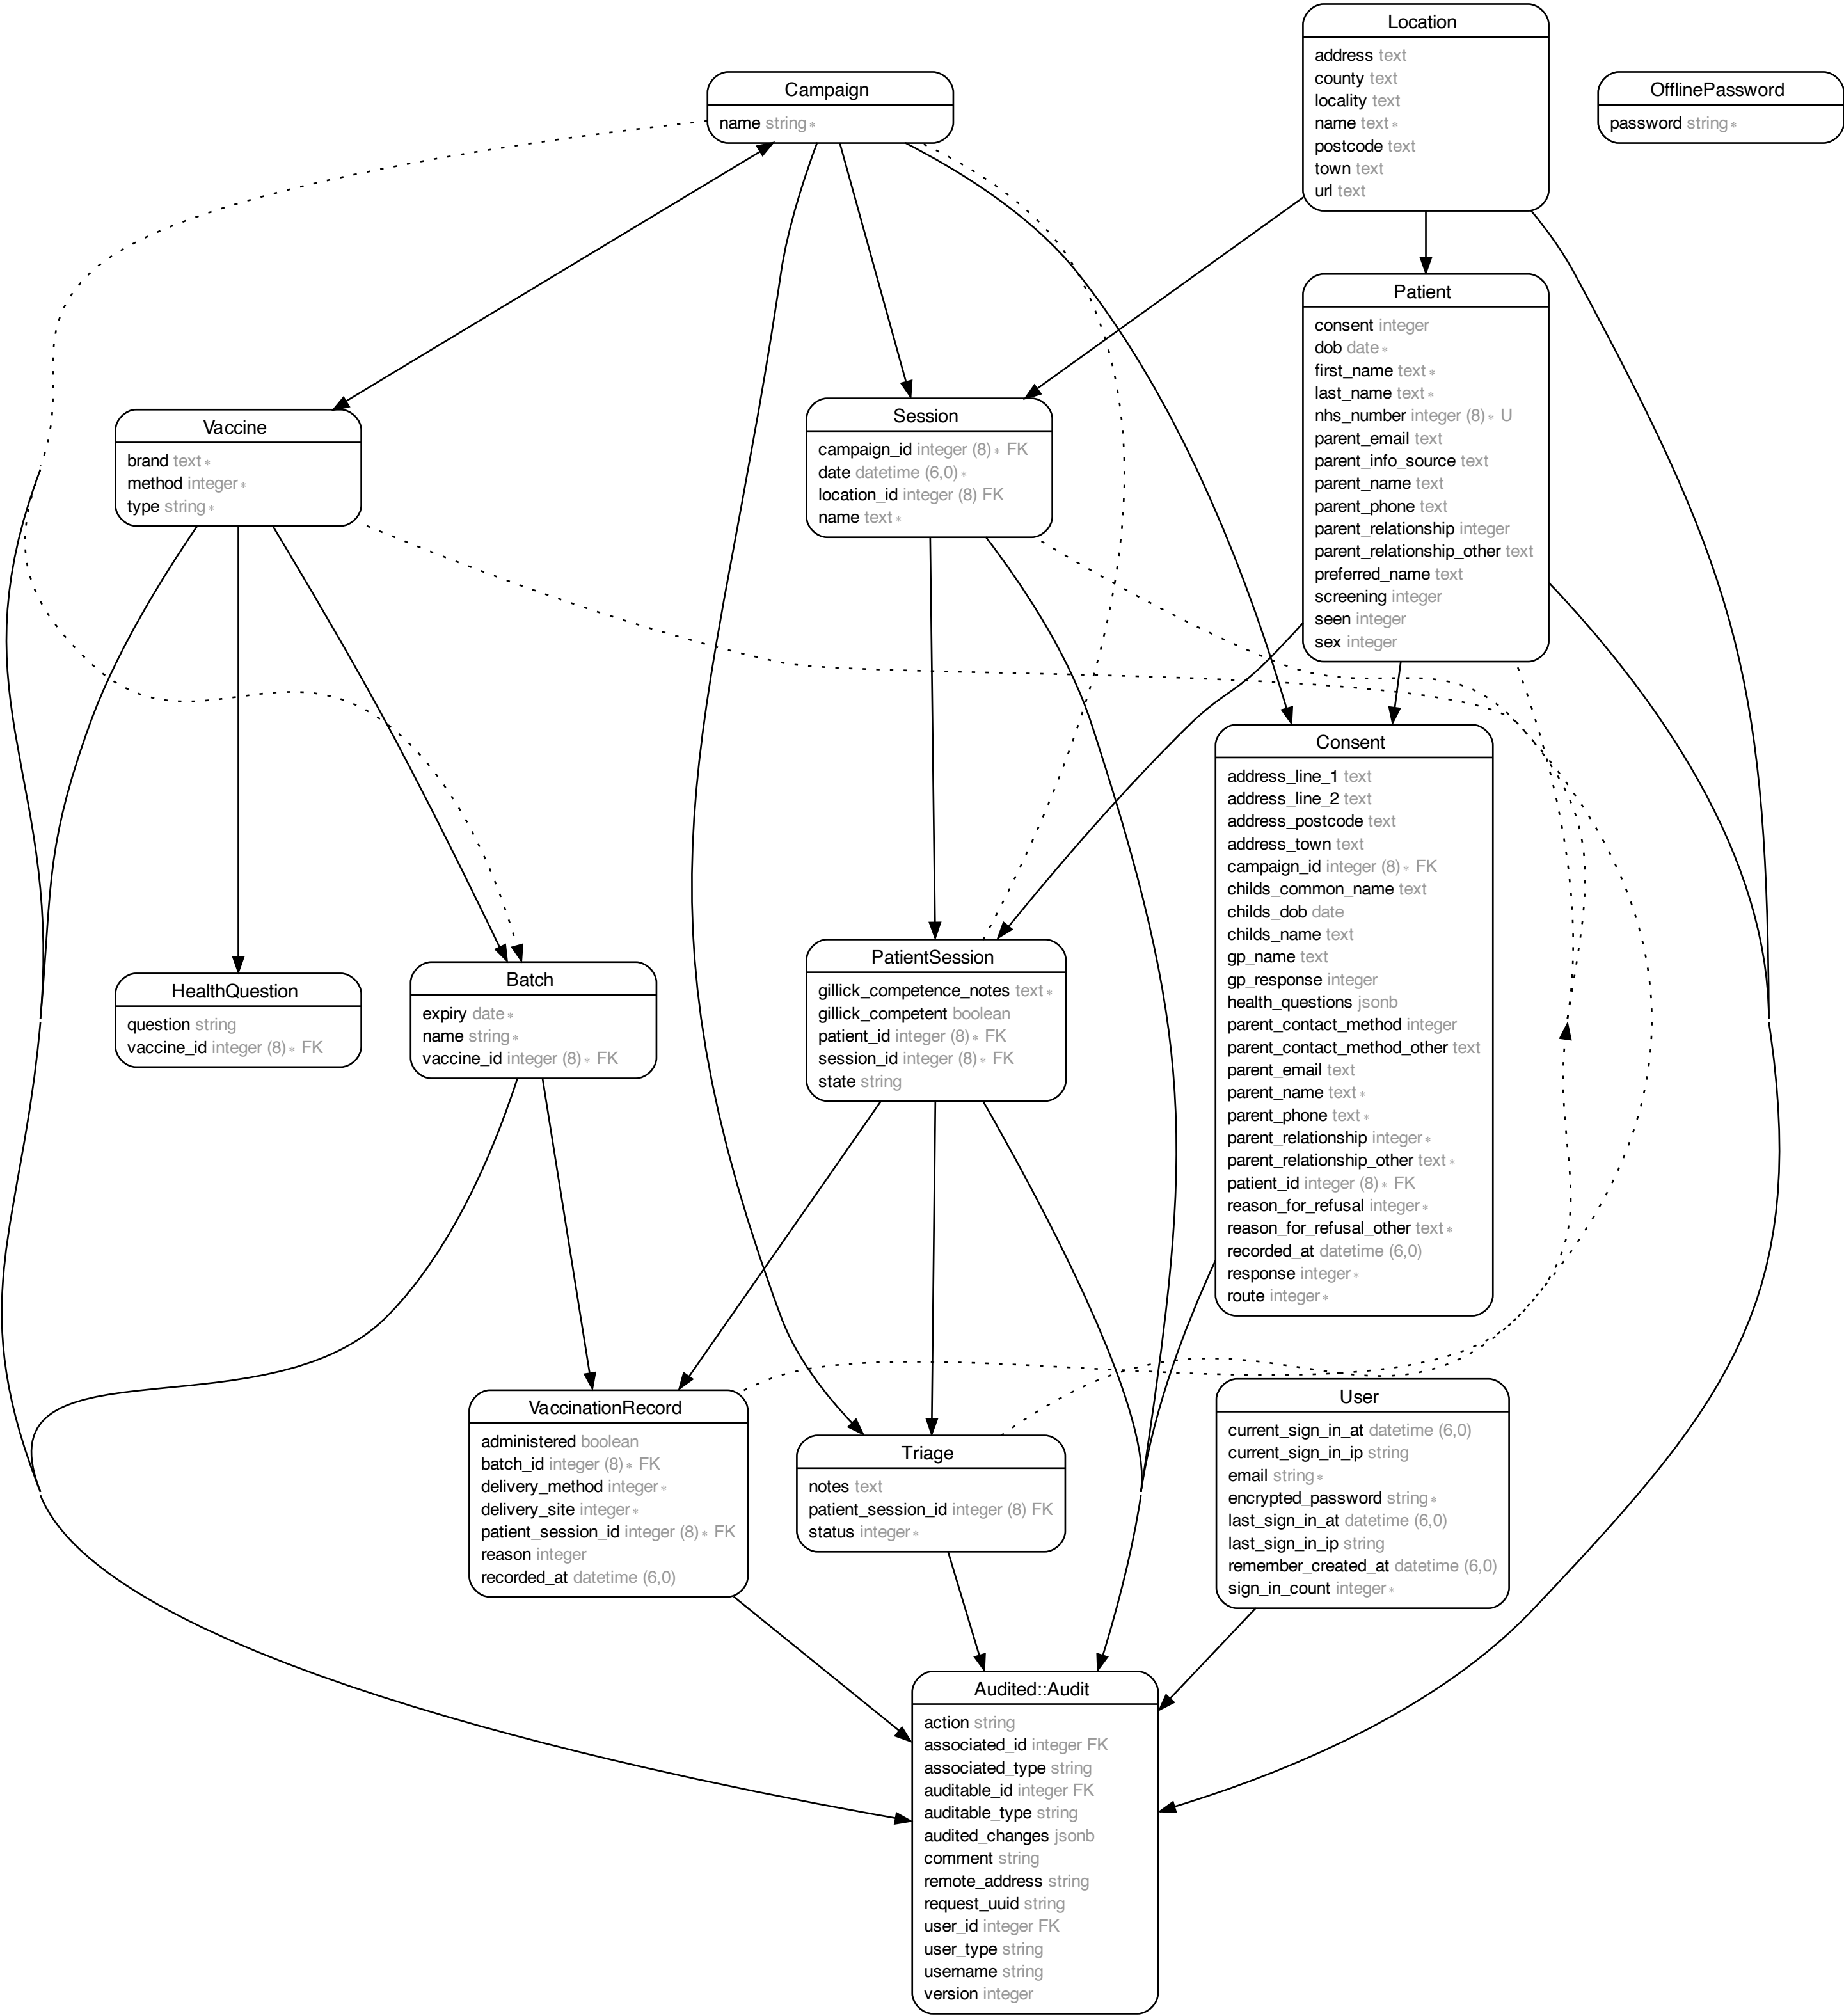 Location
address text
county text
locality text
name text ∗
postcode text
town text
url text
Campaign
name string ∗
OfflinePassword
password string ∗
Patient
consent integer
dob date ∗
first_name text ∗
last_name text ∗
nhs_number integer (8) ∗ U
parent_email text
parent_info_source text
parent_name text
parent_phone text
parent_relationship integer
parent_relationship_other text
preferred_name text
screening integer
seen integer
sex integer
Vaccine
brand text ∗
method integer ∗
type string ∗
Session
campaign_id integer (8) ∗ FK
date datetime (6,0) ∗
location_id integer (8) FK
name text ∗
Consent
address_line_1 text
address_line_2 text
address_postcode text
address_town text
campaign_id integer (8) ∗ FK
childs_common_name text
childs_dob date
childs_name text
gp_name text
gp_response integer
health_questions jsonb
parent_contact_method integer
parent_contact_method_other text
parent_email text
parent_name text ∗
parent_phone text ∗
parent_relationship integer ∗
parent_relationship_other text ∗
patient_id integer (8) ∗ FK
reason_for_refusal integer ∗
reason_for_refusal_other text ∗
recorded_at datetime (6,0)
response integer ∗
route integer ∗
HealthQuestion
question string
vaccine_id integer (8) ∗ FK
Batch
expiry date ∗
name string ∗
vaccine_id integer (8) ∗ FK
PatientSession
gillick_competence_notes text ∗
gillick_competent boolean
patient_id integer (8) ∗ FK
session_id integer (8) ∗ FK
state string
VaccinationRecord
administered boolean
batch_id integer (8) ∗ FK
delivery_method integer ∗
delivery_site integer ∗
patient_session_id integer (8) ∗ FK
reason integer
recorded_at datetime (6,0)
Triage
notes text
patient_session_id integer (8) FK
status integer ∗
User
current_sign_in_at datetime (6,0)
current_sign_in_ip string
email string ∗
encrypted_password string ∗
last_sign_in_at datetime (6,0)
last_sign_in_ip string
remember_created_at datetime (6,0)
sign_in_count integer ∗
Audited::Audit
action string
associated_id integer FK
associated_type string
auditable_id integer FK
auditable_type string
audited_changes jsonb
comment string
remote_address string
request_uuid string
user_id integer FK
user_type string
username string
version integer